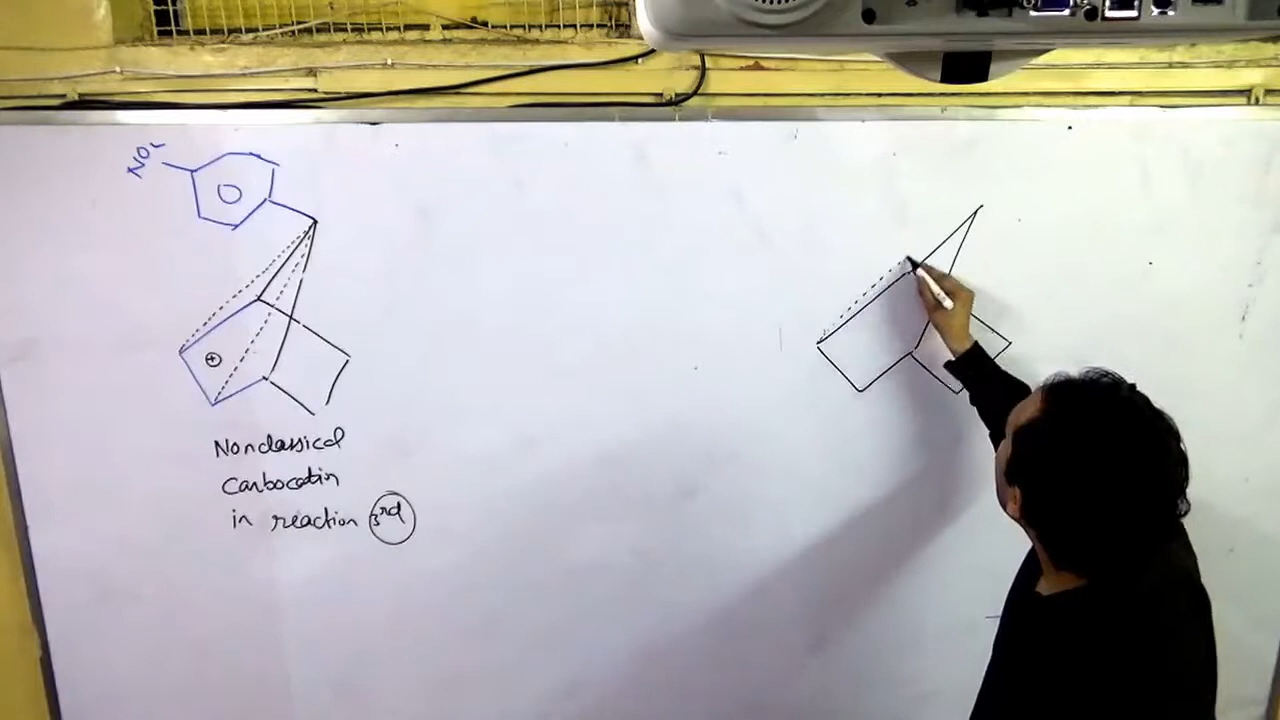 NO₂
⊕
Nonclassical
Carbocation
in reaction 3rd